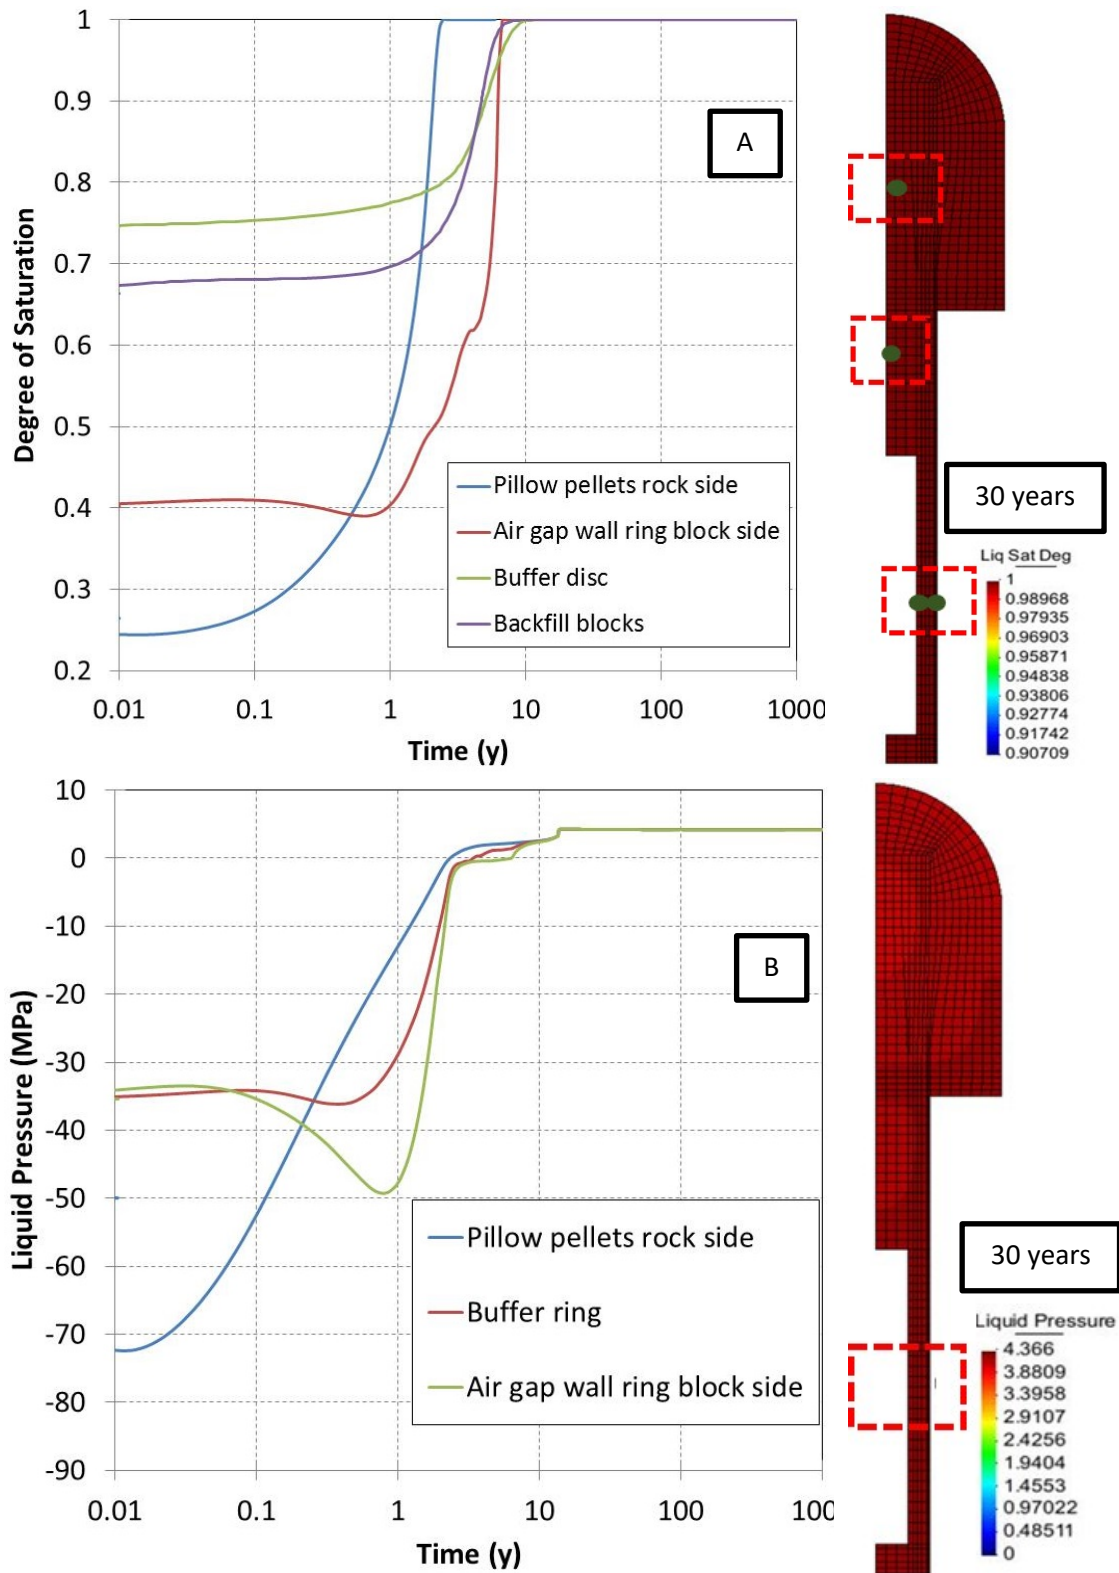 1
0.9
0.8
0.7
0.6
0.5
0.4
0.3
0.2
Degree of Saturation
A
Pillow pellets rock side
Air gap wall ring block side
Buffer disc
Backfill blocks
0.01 0.1 1 10 100 1000
Time (y)
30 years
Liq Sat Deg
1
0.98968
0.97935
0.96903
0.95871
0.94838
0.93806
0.92774
0.91742
0.90709
10
0
-10
-20
-30
-40
-50
-60
-70
-80
-90
Liquid Pressure (MPa)
B
Pillow pellets rock side
Buffer ring
Air gap wall ring block side
0.01 0.1 1 10 100 100
Time (y)
30 years
Liquid Pressure
4.366
3.8809
3.3958
2.9107
2.4256
1.9404
1.4553
0.97022
0.48511
0